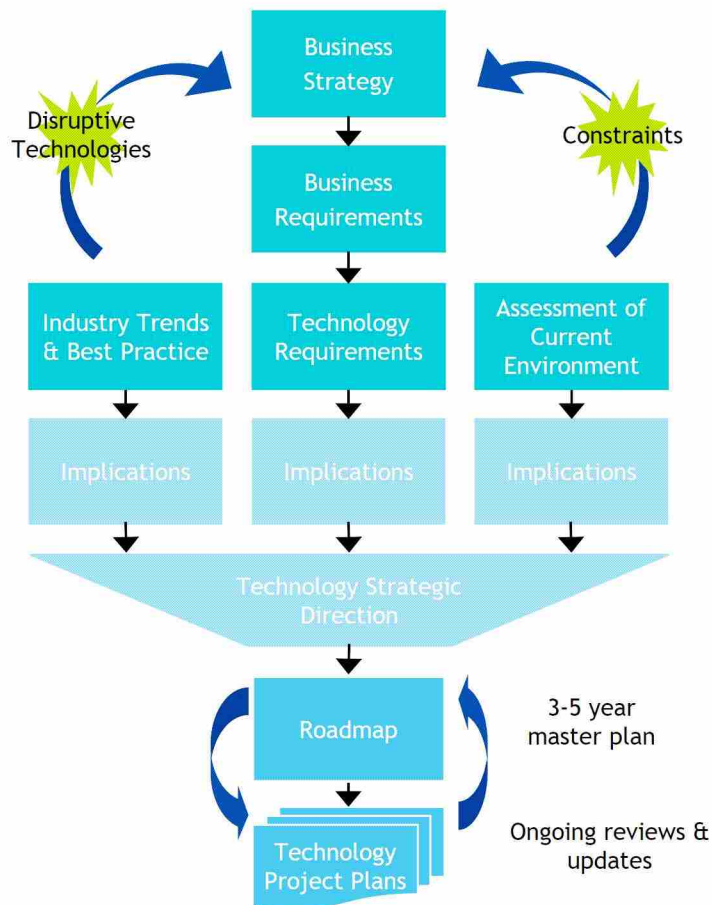 Business
Strategy
Disruptive
Technologies
Constraints
Business
Requirements
Industry Trends
& Best Practice
Technology
Requirements
Assessment of
Current
Environment
Implications
Implications
Implications
Technology Strategic
Direction
Roadmap
3-5 year
master plan
Technology
Project Plans
Ongoing reviews &
updates